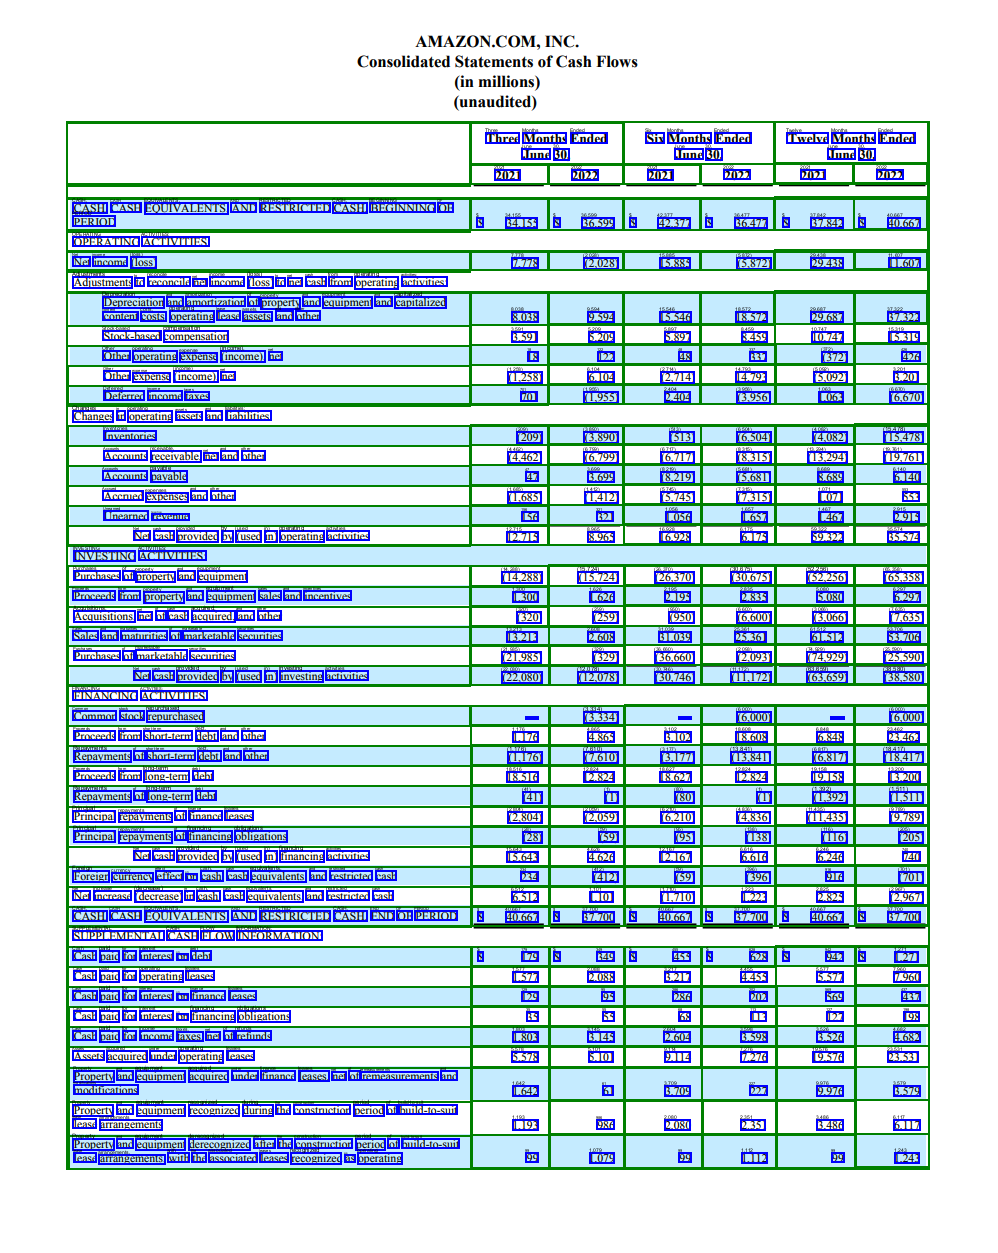 AMAZON.COM, INC.
Consolidated Statements of Cash Flows
(in millions)
(unaudited)
Three Months Ended June 30, Six Months Ended June 30, Twelve Months Ended June 30,
2021 2022 2021 2022 2021 2022
CASH, CASH EQUIVALENTS, AND RESTRICTED CASH, BEGINNING OF
PERIOD $ 34,155 $ 36,599 $ 42,377 $ 36,477 $ 37,842 $ 40,667
OPERATING ACTIVITIES:
Net income (loss) 7,778 (2,028) 15,885 (5,872) 29,438 11,607
Adjustments to reconcile net income (loss) to net cash from operating activities:
Depreciation and amortization of property and equipment and capitalized
content costs, operating lease assets, and other 8,038 9,594 15,546 18,572 29,687 37,322
Stock-based compensation 3,591 5,209 5,897 8,459 10,747 15,319
Other operating expense (income), net 18 122 48 337 (372) 426
Other expense (income), net (1,258) 6,104 (2,714) 14,793 (5,092) 3,201
Deferred income taxes 701 (1,955) 2,404 (3,956) 1,063 (6,670)
Changes in operating assets and liabilities:
Inventories (209) (3,890) (513) (6,504) (4,082) (15,478)
Accounts receivable, net and other (4,462) (6,799) (6,717) (8,315) (13,294) (19,761)
Accounts payable 47 3,699 (8,219) (5,681) 8,689 6,140
Accrued expenses and other (1,685) (1,412) (5,745) (7,315) 1,071 553
Unearned revenue 156 321 1,056 1,657 1,467 2,915
Net cash provided by (used in) operating activities 12,715 8,965 16,928 6,175 59,322 35,574
INVESTING ACTIVITIES:
Purchases of property and equipment (14,288) (15,724) (26,370) (30,675) (52,256) (65,358)
Proceeds from property and equipment sales and incentives 1,300 1,626 2,195 2,835 5,080 6,297
Acquisitions, net of cash acquired, and other (320) (259) (950) (6,600) (3,066) (7,635)
Sales and maturities of marketable securities 13,213 2,608 31,039 25,361 61,512 53,706
Purchases of marketable securities (21,985) (329) (36,660) (2,093) (74,929) (25,590)
Net cash provided by (used in) investing activities (22,080) (12,078) (30,746) (11,172) (63,659) (38,580)
FINANCING ACTIVITIES:
Common stock repurchased — (3,334) — (6,000) — (6,000)
Proceeds from short-term debt, and other 1,176 4,865 3,102 18,608 6,848 23,462
Repayments of short-term debt, and other (1,176) (7,610) (3,177) (13,841) (6,817) (18,417)
Proceeds from long-term debt 18,516 12,824 18,627 12,824 19,158 13,200
Repayments of long-term debt (41) (1) (80) (1) (1,392) (1,511)
Principal repayments of finance leases (2,804) (2,059) (6,210) (4,836) (11,435) (9,789)
Principal repayments of financing obligations (28) (59) (95) (138) (116) (205)
Net cash provided by (used in) financing activities 15,643 4,626 12,167 6,616 6,246 740
Foreign currency effect on cash, cash equivalents, and restricted cash 234 (412) (59) (396) 916 (701)
Net increase (decrease) in cash, cash equivalents, and restricted cash 6,512 1,101 (1,710) 1,223 2,825 (2,967)
CASH, CASH EQUIVALENTS, AND RESTRICTED CASH, END OF PERIOD $ 40,667 $ 37,700 $ 40,667 $ 37,700 $ 40,667 $ 37,700
SUPPLEMENTAL CASH FLOW INFORMATION:
Cash paid for interest on debt $ 179 $ 349 $ 453 $ 628 $ 942 $ 1,271
Cash paid for operating leases 1,577 2,088 3,217 4,455 5,577 7,960
Cash paid for interest on finance leases 129 95 286 202 569 437
Cash paid for interest on financing obligations 35 55 68 113 127 198
Cash paid for income taxes, net of refunds 1,803 3,145 2,604 3,598 3,526 4,682
Assets acquired under operating leases 5,578 5,101 9,114 7,276 19,576 23,531
Property and equipment acquired under finance leases, net of remeasurements and
modifications 1,642 61 3,709 227 9,976 3,579
Property and equipment recognized during the construction period of build-to-suit
lease arrangements 1,193 986 2,080 2,351 3,486 6,117
Property and equipment derecognized after the construction period of build-to-suit
lease arrangements, with the associated leases recognized as operating 99 1,079 99 1,112 99 1,243